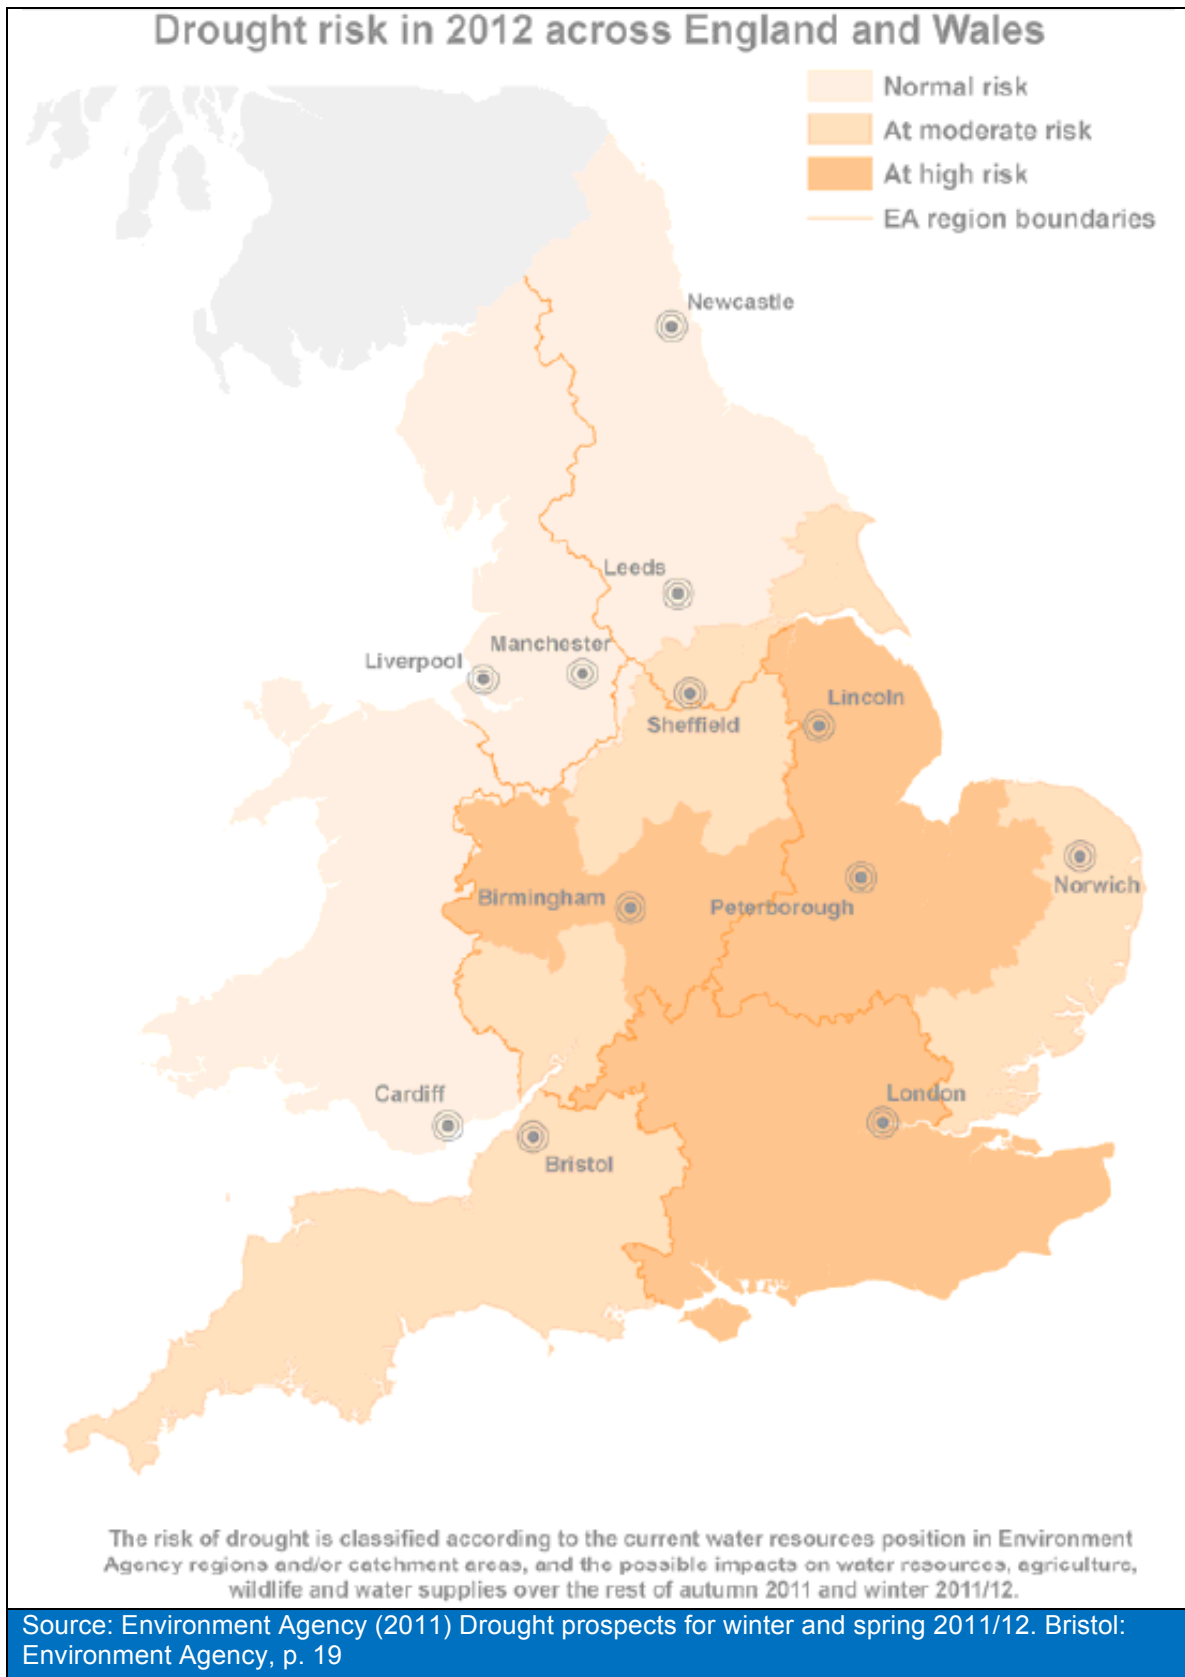 Drought risk in 2012 across England and Wales
Normal risk
At moderate risk
At high risk
EA region boundaries
Newcastle
Leeds
Manchester
Liverpool
Lincoln
Sheffield
Norwich
Birmingham
Peterborough
Cardiff
London
Bristol
The risk of drought is classified according to the current water resources position in Environment
Agency regions and/or catchment areas, and the possible impacts on water resources, agriculture,
wildlife and water supplies over the rest of autumn 2011 and winter 2011/12.
Source: Environment Agency (2011) Drought prospects for winter and spring 2011/12. Bristol:
Environment Agency, p. 19